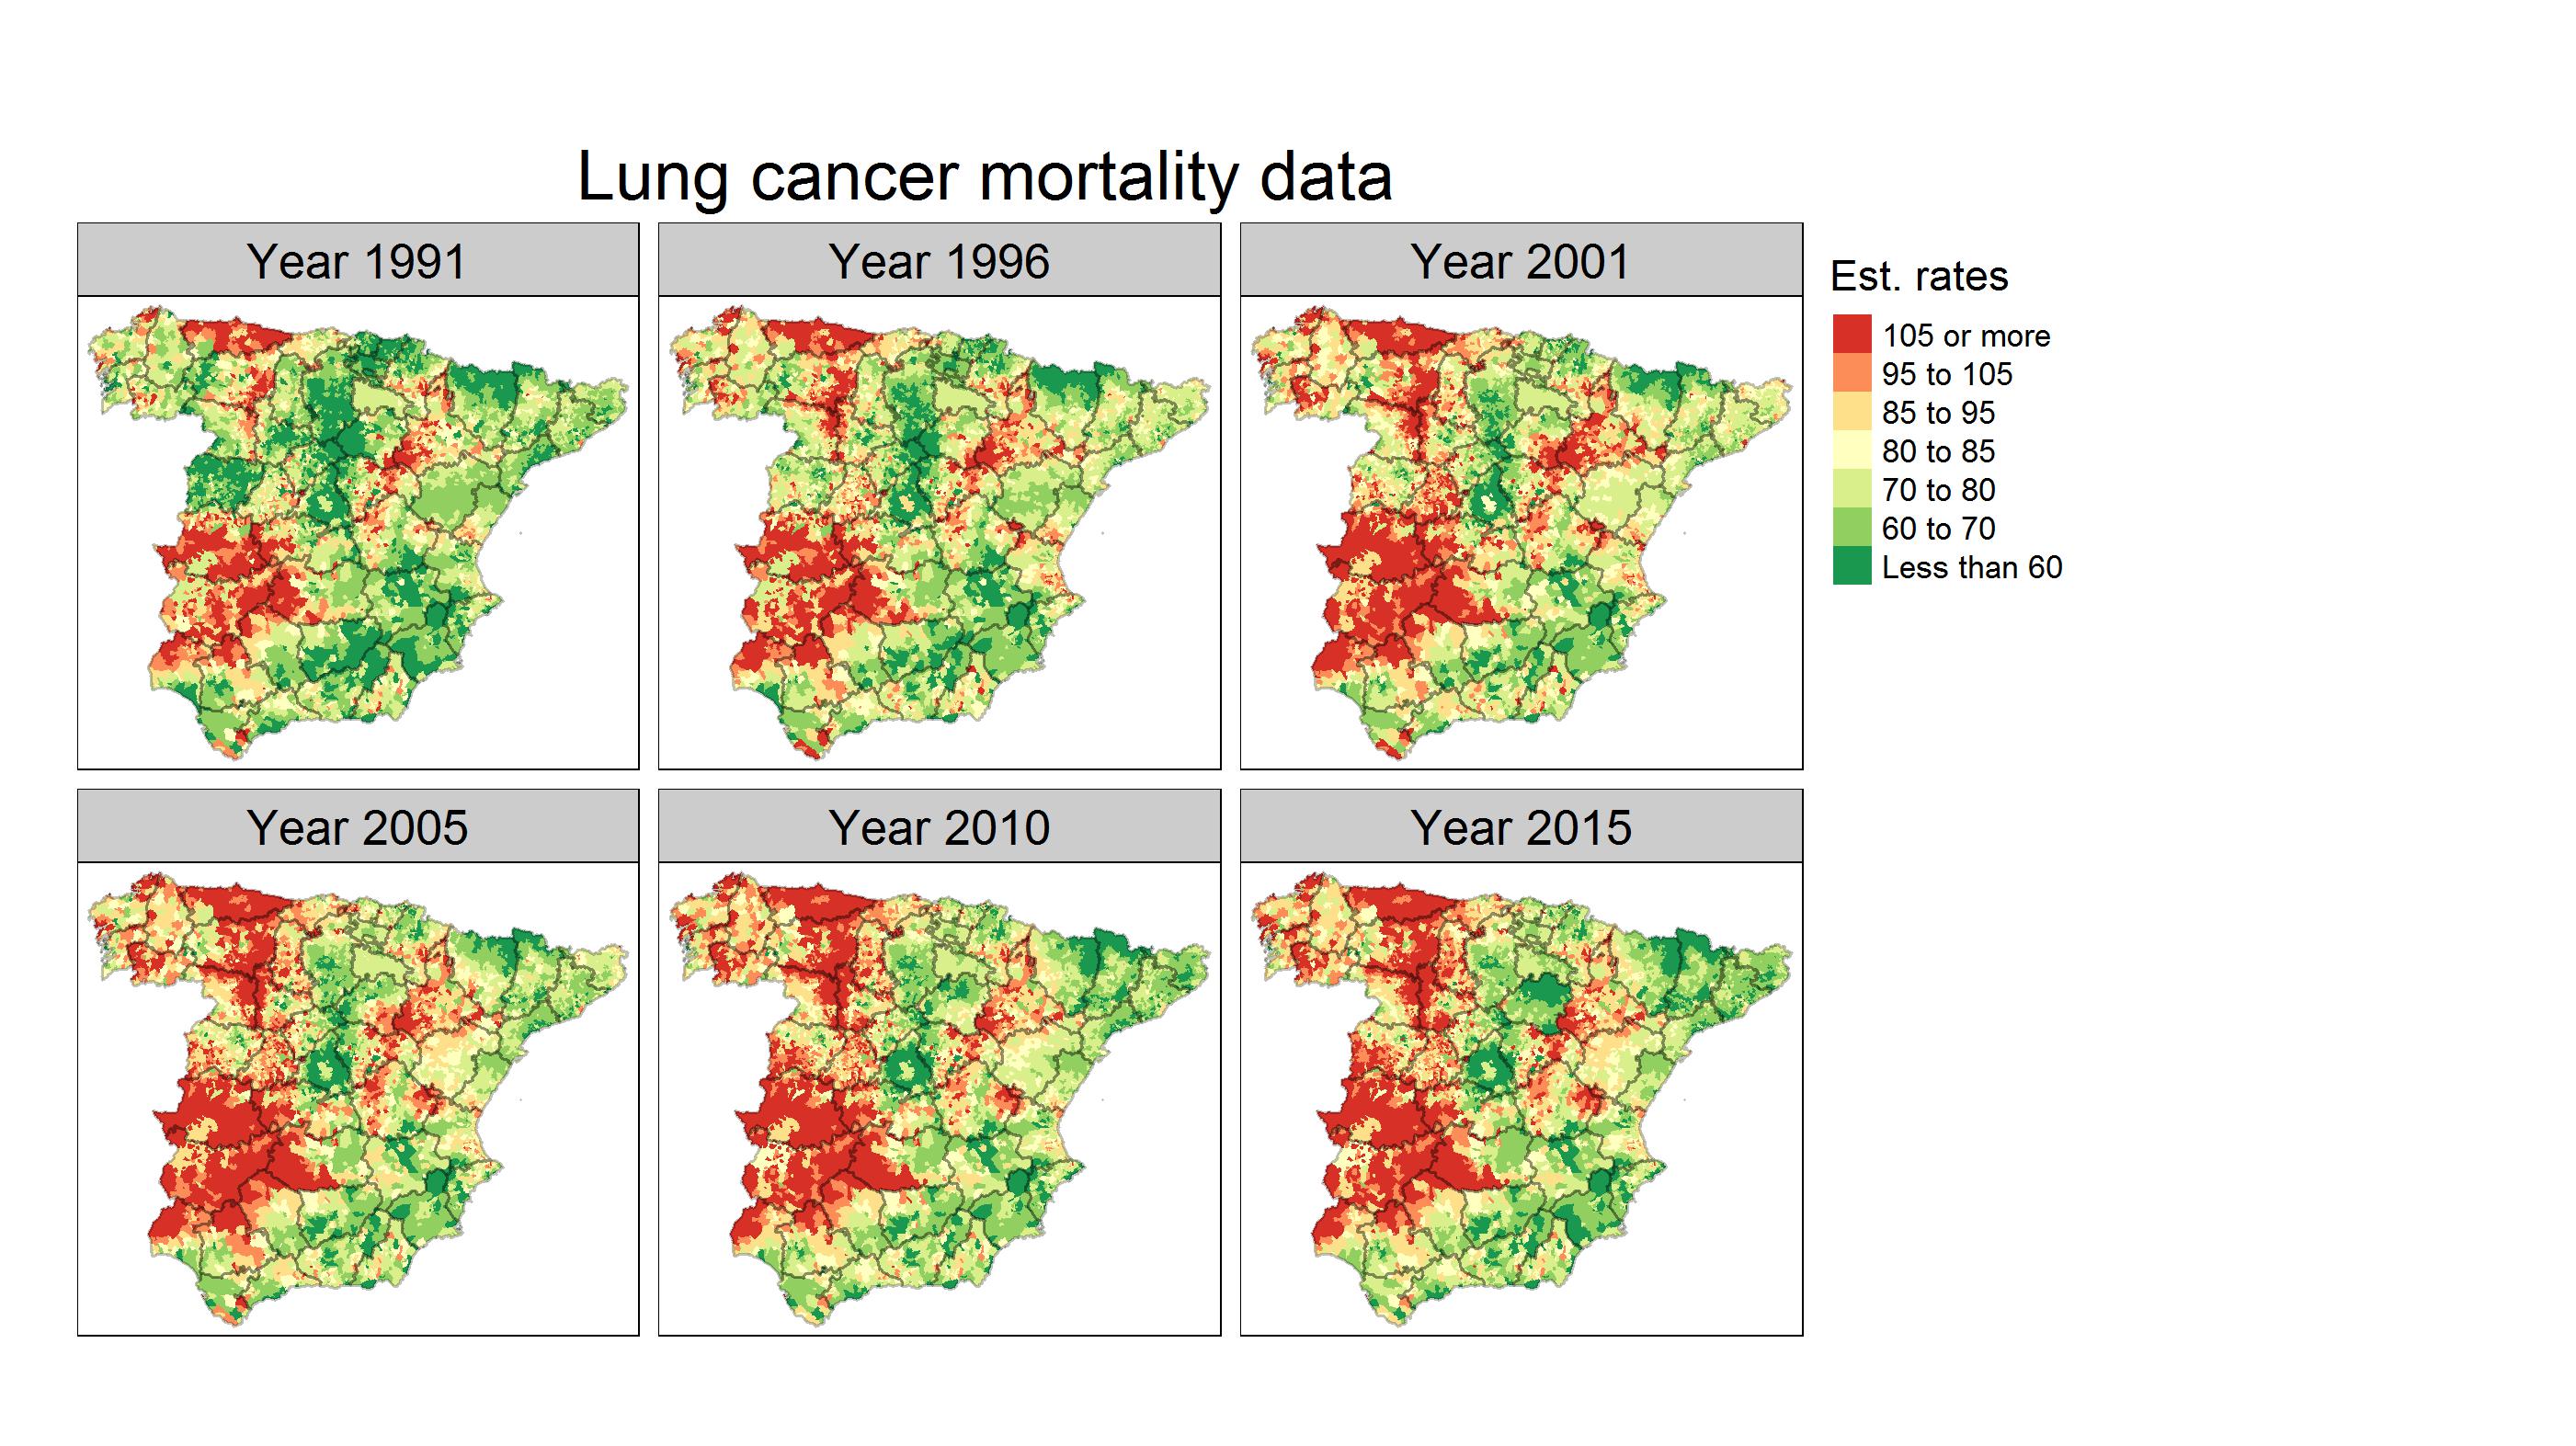 Lung cancer mortality data
Year 1991
Year 1996
Year 2001
Est. rates
105 or more
95 to 105
85 to 95
80 to 85
70 to 80
60 to 70
Less than 60
Year 2005
Year 2010
Year 2015